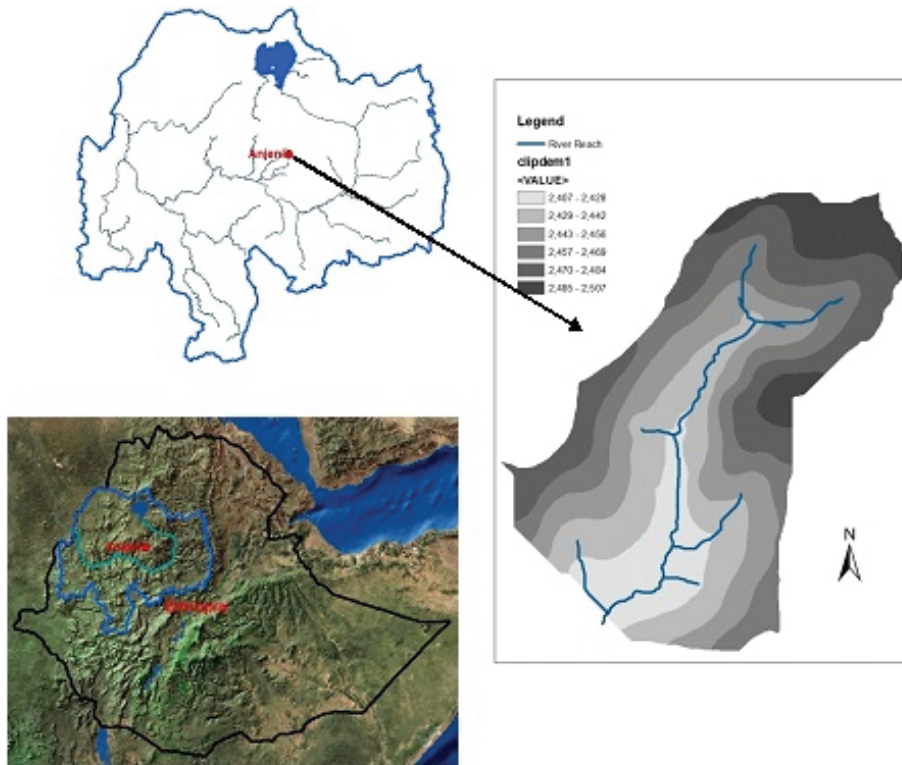 Anjeni
Legend
River Reach
clipdem1
<VALUE>
2,407 - 2,428
2,429 - 2,442
2,443 - 2,456
2,457 - 2,469
2,470 - 2,484
2,485 - 2,507
N